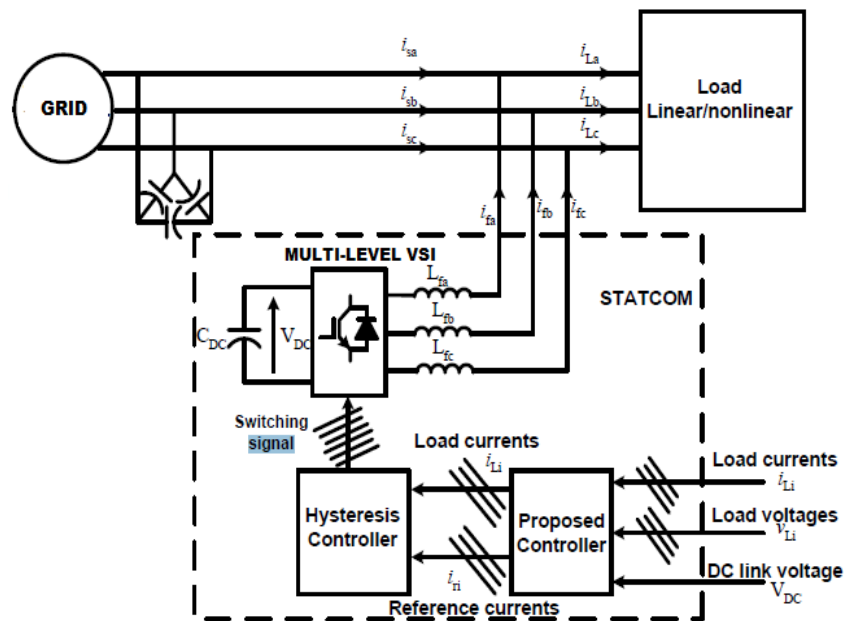 isa
iLa
GRID
isb
iLb
Load
Linear/nonlinear
isc
iLc
ifa
ifb
ifc
MULTI-LEVEL VSI
STATCOM
Lfa
Lfb
Lfc
CDC
VDC
Switching
signal
Load currents
iLi
Load currents
iLi
Hysteresis
Controller
Proposed
Controller
Load voltages
vLi
DC link voltage
VDC
iri
Reference currents